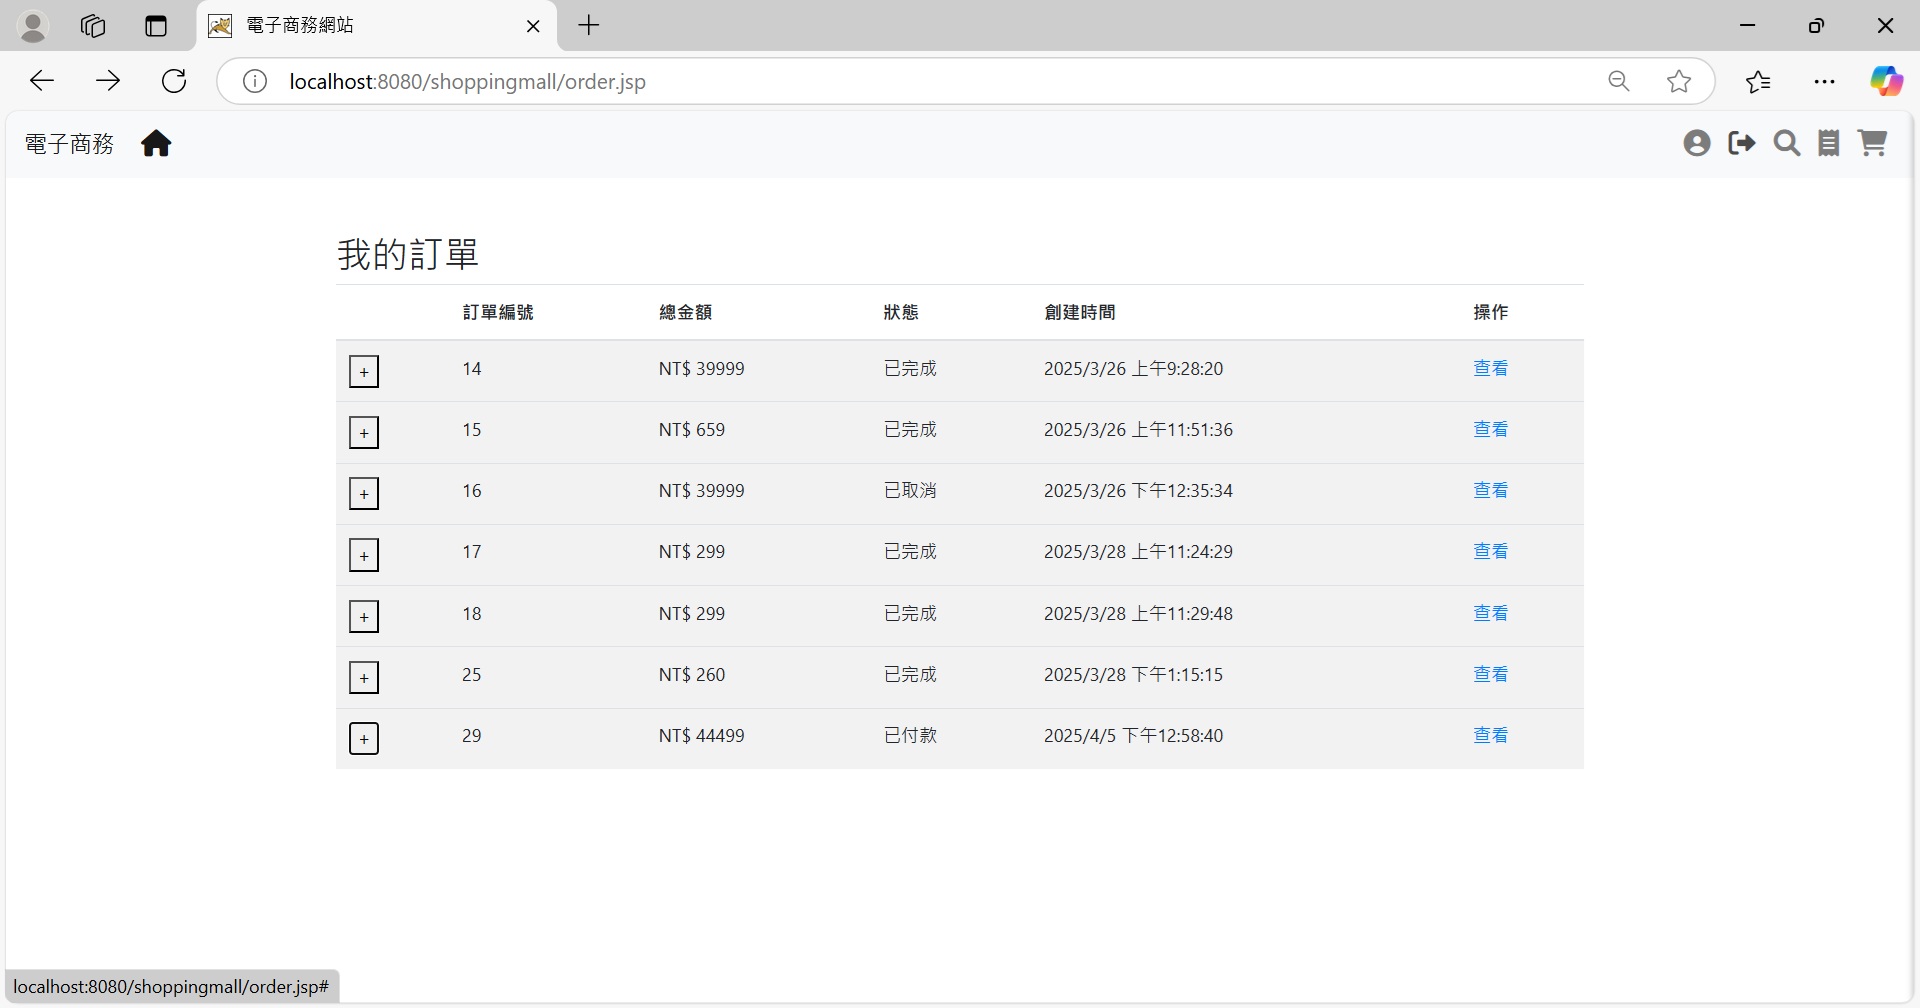 電子商務網站
localhost:8080/shoppingmall/order.jsp
電子商務
我的訂單
訂單編號 總金額 狀態 創建時間 操作
+ 14 NT$ 39999 已完成 2025/3/26 上午9:28:20 查看
+ 15 NT$ 659 已完成 2025/3/26 上午11:51:36 查看
+ 16 NT$ 39999 已取消 2025/3/26 下午12:35:34 查看
+ 17 NT$ 299 已完成 2025/3/28 上午11:24:29 查看
+ 18 NT$ 299 已完成 2025/3/28 上午11:29:48 查看
+ 25 NT$ 260 已完成 2025/3/28 下午1:15:15 查看
+ 29 NT$ 44499 已付款 2025/4/5 下午12:58:40 查看
localhost:8080/shoppingmall/order.jsp#